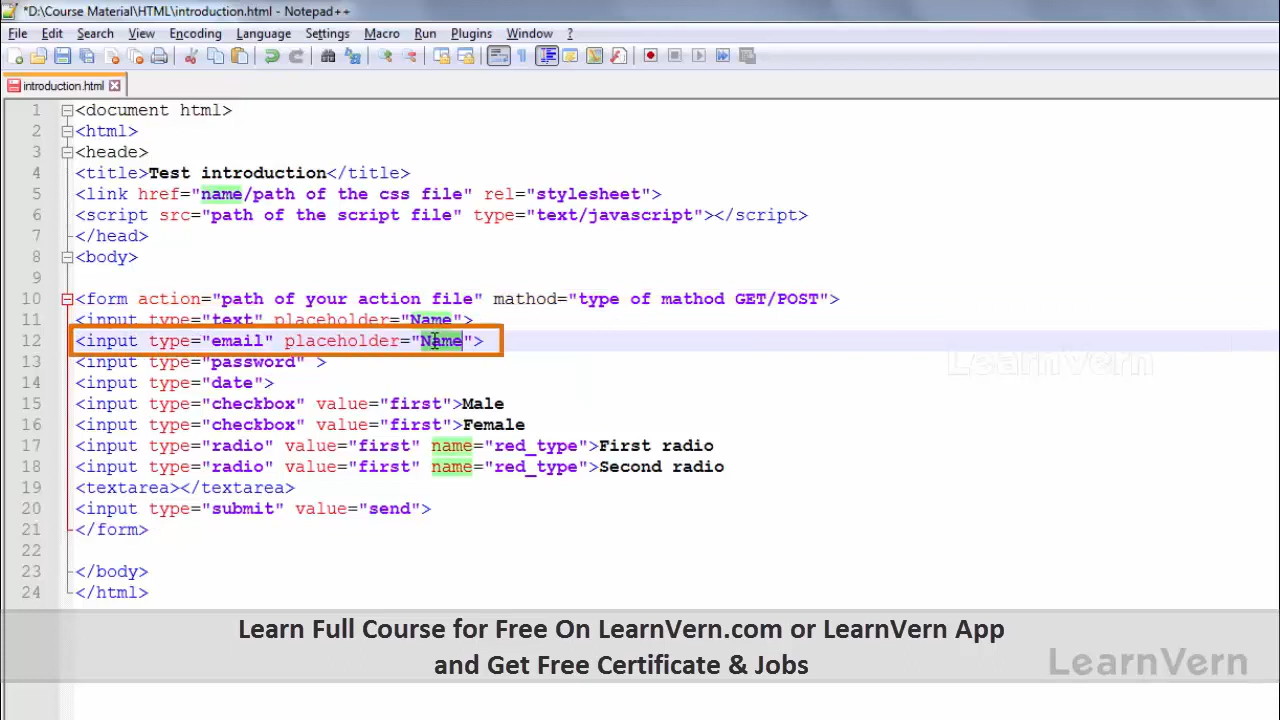 *D:\Course Material\HTML\introduction.html - Notepad++
File Edit Search View Encoding Language Settings Macro Run Plugins Window ?
introduction.html
1 <document html>
2 <html>
3 <heade>
4 <title>Test introduction</title>
5 <link href="name/path of the css file" rel="stylesheet">
6 <script src="path of the script file" type="text/javascript"></script>
7 </head>
8 <body>
9
10 <form action="path of your action file" mathod="type of mathod GET/POST">
11 <input type="text" placeholder="Name">
12 <input type="email" placeholder="Name">
13 <input type="password" >
14 <input type="date">
15 <input type="checkbox" value="first">Male
16 <input type="checkbox" value="first">Female
17 <input type="radio" value="first" name="red_type">First radio
18 <input type="radio" value="first" name="red_type">Second radio
19 <textarea></textarea>
20 <input type="submit" value="send">
21 </form>
22
23 </body>
24 </html>
LearnVern
Learn Full Course for Free On LearnVern.com or LearnVern App
and Get Free Certificate & Jobs
LearnVern